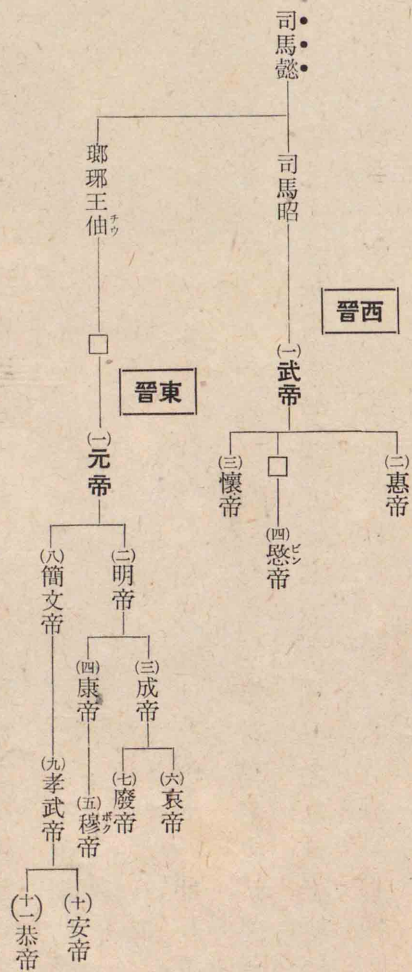 司馬懿
司馬昭
西晉
㈠武帝
㈡惠帝
㈣愍帝ビン
㈢懷帝
瑯琊王伷チウ
東晉
㈠元帝
㈡明帝
㈢成帝
㈥哀帝
㈦廢帝
㈣康帝
㈤穆帝ボク
㈧簡文帝
㈨孝武帝
㈩安帝
(十一)恭帝